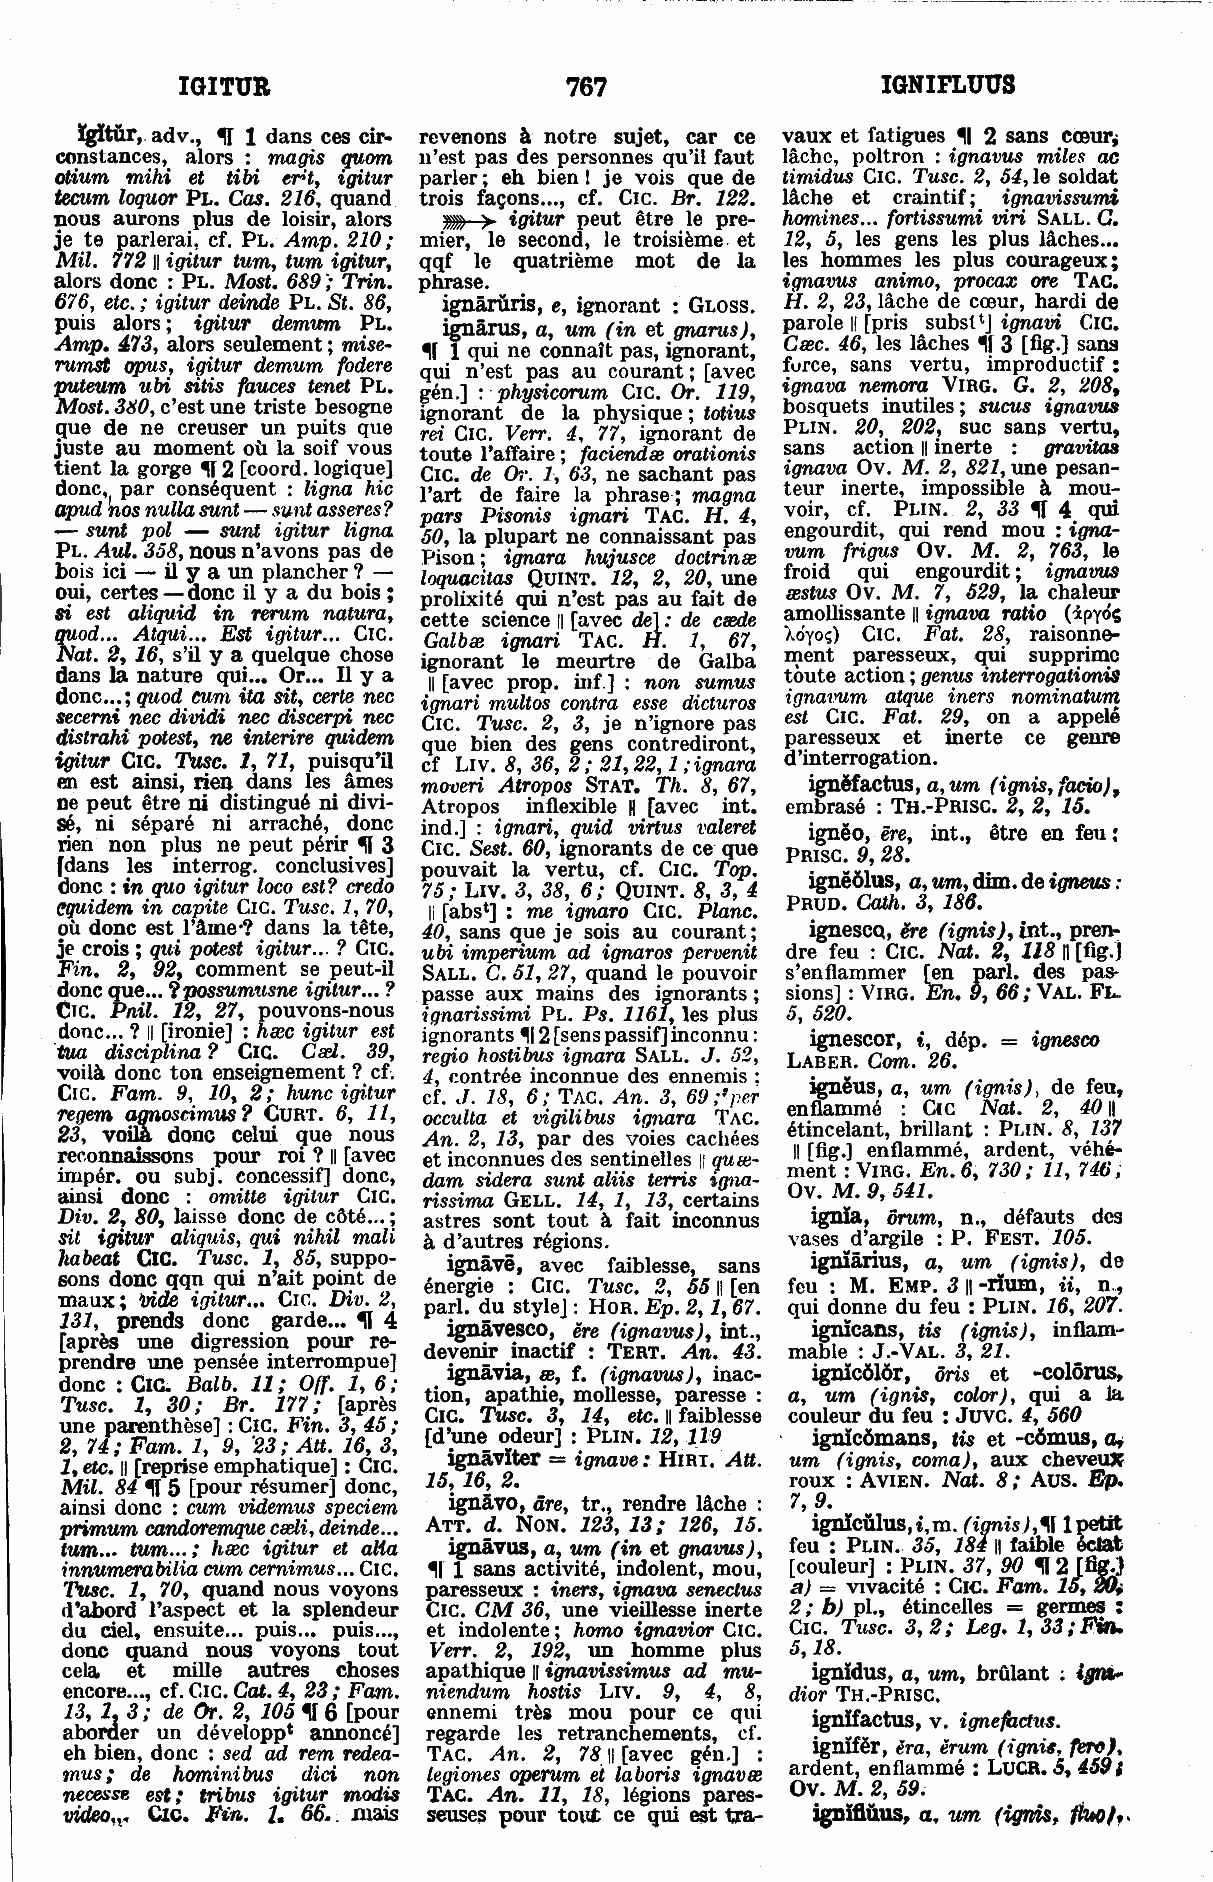 IGITUR 767 IGNIFLUUS
ĭgĭtŭr, adv., ¶ 1 dans ces cir-
constances, alors : magis quom
otium mihi et tibi erit, igitur
tecum loquor PL. Cas. 216, quand
nous aurons plus de loisir, alors
je te parlerai, cf. PL. Amp. 210 ;
Mil. 772 || igitur tum, tum igitur,
alors donc : PL. Most. 689 ; Trin.
676, etc. ; igitur deinde PL. St. 86,
puis alors ; igitur demum PL.
Amp. 473, alors seulement ; mise-
rumst opus, igitur demum fodere
puteum ubi sitis fauces tenet PL.
Most. 380, c'est une triste besogne
que de ne creuser un puits que
juste au moment où la soif vous
tient la gorge ¶ 2 [coord. logique]
donc, par conséquent : ligna hic
apud nos nulla sunt — sunt asseres ?
— sunt pol — sunt igitur ligna
PL. Aul. 358, nous n'avons pas de
bois ici — il y a un plancher ? —
oui, certes — donc il y a du bois ;
si est aliquid in rerum natura,
quod... Atqui... Est igitur... CIC.
Nat. 2, 16, s'il y a quelque chose
dans la nature qui... Or... Il y a
donc... ; quod cum ita sit, certe nec
secerni nec dividi nec discerpi nec
distrahi potest, ne interire quidem
igitur CIC. Tusc. 1, 71, puisqu'il
en est ainsi, rien dans les âmes
ne peut être ni distingué ni divi-
sé, ni séparé ni arraché, donc
rien non plus ne peut périr ¶ 3
[dans les interrog. conclusives]
donc : in quo igitur loco est ? credo
equidem in capite CIC. Tusc. 1, 70,
où donc est l'âme ? dans la tête,
je crois ; qui potest igitur... ? CIC.
Fin. 2, 92, comment se peut-il
donc que... ? possumusne igitur... ?
CIC. Phil. 12, 27, pouvons-nous
donc... ? || [ironie] : hæc igitur est
tua disciplina ? CIC. Cæl. 39,
voilà donc ton enseignement ? cf.
CIC. Fam. 9, 10, 2 ; hunc igitur
regem agnoscimus ? CURT. 6, 11,
23, voilà donc celui que nous
reconnaissons pour roi ? || [avec
impér. ou subj. concessif] donc,
ainsi donc : omitte igitur CIC.
Div. 2, 80, laisse donc de côté... ;
sit igitur aliquis, qui nihil mali
habeat CIC. Tusc. 1, 85, suppo-
sons donc qqn qui n'ait point de
maux ; vide igitur... CIC. Div. 2,
131, prends donc garde... ¶ 4
[après une digression pour re-
prendre une pensée interrompue]
donc : CIC. Balb. 11 ; Off. 1, 6 ;
Tusc. 1, 30 ; Br. 177 ; [après
une parenthèse] : CIC. Fin. 3, 45 ;
2, 74 ; Fam. 1, 9, 23 ; Att. 16, 3,
1, etc. || [reprise emphatique] : CIC.
Mil. 84 ¶ 5 [pour résumer] donc,
ainsi donc : cum videmus speciem
primum candoremque cæli, deinde...
tum... tum... ; hæc igitur et alia
innumerabilia cum cernimus... CIC.
Tusc. 1, 70, quand nous voyons
d'abord l'aspect et la splendeur
du ciel, ensuite... puis... puis...,
donc quand nous voyons tout
cela et mille autres choses
encore..., cf. CIC. Cat. 4, 23 ; Fam.
13, 1, 3 ; de Or. 2, 105 ¶ 6 [pour
aborder un développt annoncé]
eh bien, donc : sed ad rem redea-
mus ; de hominibus dici non
necesse est ; tribus igitur modis
video... CIC. Fin. 1. 66. mais
revenons à notre sujet, car ce
n'est pas des personnes qu'il faut
parler ; eh bien ! je vois que de
trois façons..., cf. CIC. Br. 122.
➳ igitur peut être le pre-
mier, le second, le troisième et
qqf le quatrième mot de la
phrase.
ignārŭris, e, ignorant : GLOSS.
ignārus, a, um (in et gnarus),
¶ 1 qui ne connaît pas, ignorant,
qui n'est pas au courant ; [avec
gén.] : physicorum CIC. Or. 119,
ignorant de la physique ; totius
rei CIC. Verr. 4, 77, ignorant de
toute l'affaire ; faciendæ orationis
CIC. de Or. 1, 63, ne sachant pas
l'art de faire la phrase ; magna
pars Pisonis ignari TAC. H. 4,
50, la plupart ne connaissant pas
Pison ; ignara hujusce doctrinæ
loquacitas QUINT. 12, 2, 20, une
prolixité qui n'est pas au fait de
cette science || [avec de] : de cæde
Galbæ ignari TAC. H. 1, 67,
ignorant le meurtre de Galba
|| [avec prop. inf.] : non sumus
ignari multos contra esse dicturos
CIC. Tusc. 2, 3, je n'ignore pas
que bien des gens contrediront,
cf LIV. 8, 36, 2 ; 21, 22, 1 ; ignara
moveri Atropos STAT. Th. 8, 67,
Atropos inflexible || [avec int.
ind.] : ignari, quid virtus valeret
CIC. Sest. 60, ignorants de ce que
pouvait la vertu, cf. CIC. Top.
75 ; LIV. 3, 38, 6 ; QUINT. 8, 3, 4
|| [abst] : me ignaro CIC. Planc.
40, sans que je sois au courant ;
ubi imperium ad ignaros pervenit
SALL. C. 51, 27, quand le pouvoir
passe aux mains des ignorants ;
ignarissimi PL. Ps. 1161, les plus
ignorants ¶ 2 [sens passif] inconnu :
regio hostibus ignara SALL. J. 52,
4, contrée inconnue des ennemis ;
cf. J. 18, 6 ; TAC. An. 3, 69 ; per
occulta et vigilibus ignara TAC.
An. 2, 13, par des voies cachées
et inconnues des sentinelles || quæ-
dam sidera sunt aliis terris igna-
rissima GELL. 14, 1, 13, certains
astres sont tout à fait inconnus
à d'autres régions.
ignāvē, avec faiblesse, sans
énergie : CIC. Tusc. 2, 55 || [en
parl. du style] : HOR. Ep. 2, 1, 67.
ignāvesco, ĕre (ignavus), int.,
devenir inactif : TERT. An. 43.
ignāvia, æ, f. (ignavus), inac-
tion, apathie, mollesse, paresse :
CIC. Tusc. 3, 14, etc. || faiblesse
[d'une odeur] : PLIN. 12, 119
ignāvĭter = ignave : HIRT. Att.
15, 16, 2.
ignāvo, āre, tr., rendre lâche :
ATT. d. NON. 123, 13 ; 126, 15.
ignāvus, a, um (in et gnavus),
¶ 1 sans activité, indolent, mou,
paresseux : iners, ignava senectus
CIC. CM 36, une vieillesse inerte
et indolente ; homo ignavior CIC.
Verr. 2, 192, un homme plus
apathique || ignavissimus ad mu-
niendum hostis LIV. 9, 4, 8,
ennemi très mou pour ce qui
regarde les retranchements, cf.
TAC. An. 2, 78 || [avec gén.] :
legiones operum et laboris ignavæ
TAC. An. 11, 18, légions pares-
seuses pour tout ce qui est tra-
vaux et fatigues ¶ 2 sans cœur,
lâche, poltron : ignavus miles ac
timidus CIC. Tusc. 2, 54, le soldat
lâche et craintif ; ignavissumi
homines... fortissumi viri SALL. C.
12, 5, les gens les plus lâches...
les hommes les plus courageux ;
ignavus animo, procax ore TAC.
H. 2, 23, lâche de cœur, hardi de
parole || [pris substt] ignavi CIC.
Cæc. 46, les lâches ¶ 3 [fig.] sans
force, sans vertu, improductif :
ignava nemora VIRG. G. 2, 208,
bosquets inutiles ; sucus ignavus
PLIN. 20, 202, suc sans vertu,
sans action || inerte : gravitas
ignava OV. M. 2, 821, une pesan-
teur inerte, impossible à mou-
voir, cf. PLIN. 2, 33 ¶ 4 qui
engourdit, qui rend mou : igna-
vum frigus OV. M. 2, 763, le
froid qui engourdit ; ignavus
æstus OV. M. 7, 529, la chaleur
amollissante || ignava ratio (ἀργός
λόγος) CIC. Fat. 28, raisonne-
ment paresseux, qui supprime
toute action ; genus interrogationis
ignavum atque iners nominatum
est CIC. Fat. 29, on a appelé
paresseux et inerte ce genre
d'interrogation.
ignĕfactus, a, um (ignis, facio),
embrasé : TH.-PRISC. 2, 2, 15.
ignĕo, ēre, int., être en feu :
PRISC. 9, 28.
ignĕŏlus, a, um, dim. de igneus :
PRUD. Cath. 3, 186.
ignesco, ĕre (ignis), int., pren-
dre feu : CIC. Nat. 2, 118 || [fig.]
s'enflammer [en parl. des pas-
sions] : VIRG. En. 9, 66 ; VAL. FL.
5, 520.
ignescor, i, dép. = ignesco
LABER. Com. 26.
ignĕus, a, um (ignis), de feu,
enflammé : CIC Nat. 2, 40 ||
étincelant, brillant : PLIN. 8, 137
|| [fig.] enflammé, ardent, véhé-
ment : VIRG. En. 6, 730 ; 11, 746 ;
OV. M. 9, 541.
ignĭa, ōrum, n., défauts des
vases d'argile : P. FEST. 105.
ignĭārius, a, um (ignis), de
feu : M. EMP. 3 || -rĭum, ii, n.,
qui donne du feu : PLIN. 16, 207.
ignĭcans, tis (ignis), inflam-
mable : J.-VAL. 3, 21.
ignĭcŏlŏr, ōris et -colōrus,
a, um (ignis, color), qui a la
couleur du feu : JUVC. 4, 560
ignĭcŏmans, tis et -cŏmus, a,
um (ignis, coma), aux cheveux
roux : AVIEN. Nat. 8 ; AUS. Ep.
7, 9.
ignĭcŭlus, i, m. (ignis), ¶ 1 petit
feu : PLIN. 35, 184 || faible éclat
[couleur] : PLIN. 37, 90 ¶ 2 [fig.]
a) = vivacité : CIC. Fam. 15, 20,
2 ; b) pl., étincelles = germes :
CIC. Tusc. 3, 2 ; Leg. 1, 33 ; Fin.
5, 18.
ignĭdus, a, um, brûlant : igni-
dior TH.-PRISC.
ignĭfactus, v. ignefactus.
ignĭfĕr, ĕra, ĕrum (ignis, fero),
ardent, enflammé : LUCR. 5, 459 ;
OV. M. 2, 59.
ignĭflŭus, a, um (ignis, fluo),